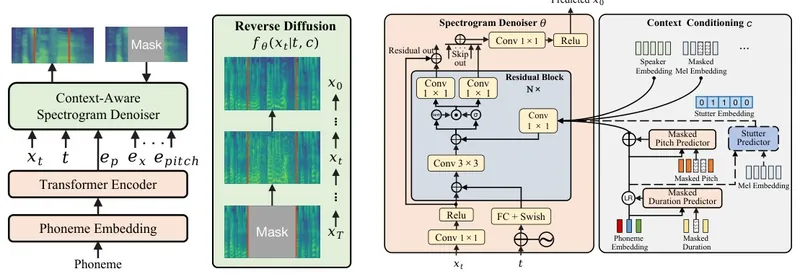 Mask
Context-Aware
Spectrogram Denoiser
x_t
t
e_p
e_x
...
e_pitch
Transformer Encoder
Phoneme Embedding
Phoneme
Reverse Diffusion
f_θ(x_t|t, c)
x_0
...
x_t
...
x_T
Mask
Predicted x_0
Spectrogram Denoiser θ
Residual out
Skip
out
Conv 1×1
Relu
Residual Block
N×
Conv
1 × 1
Conv
1 × 1
Conv
1 × 1
σ
Conv 3×3
Relu
FC + Swish
Conv 1×1
x_t
t
Context Conditioning c
Speaker
Embedding
Masked
Mel Embedding
...
0 1 1 0 0
Stutter Embedding
Masked
Pitch Predictor
Stutter
Predictor
Masked Pitch
Mel Embedding
LR
Masked
Duration Predictor
Phoneme
Embedding
Masked
Duration